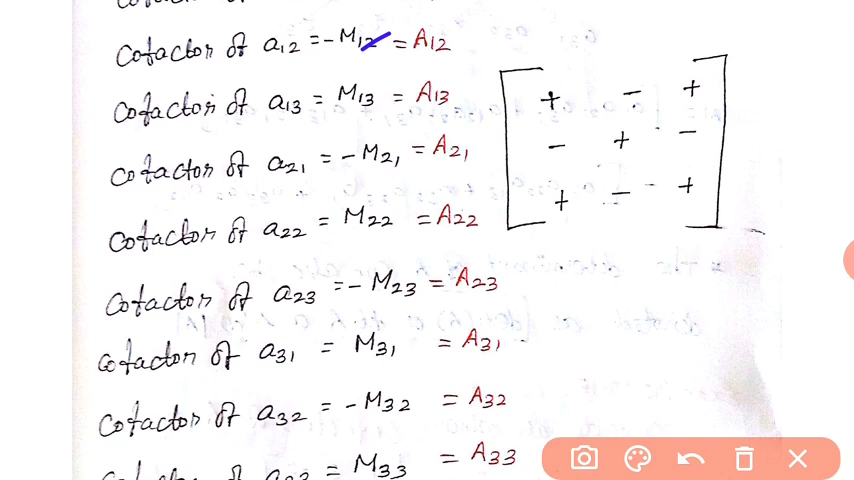 Cofactor of a12 = -M12 = A12
Cofactor of a13 = M13 = A13
Cofactor of a21 = -M21 = A21
Cofactor of a22 = M22 = A22
Cofactor of a23 = -M23 = A23
Cofactor of a31 = M31 = A31
Cofactor of a32 = -M32 = A32
= M33 = A33
+ - +
- + -
+ - +